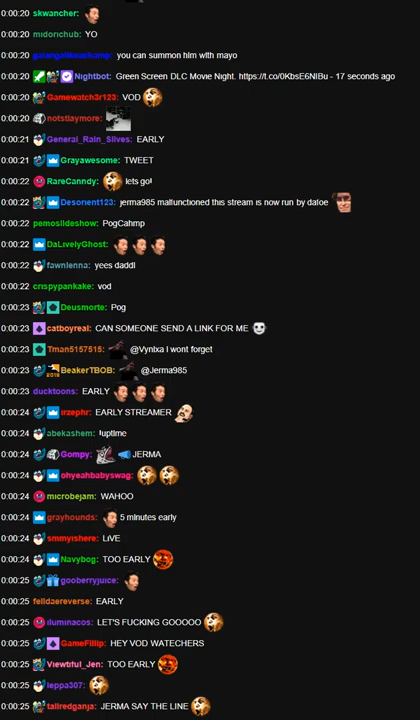 0:00:20 skwancher:
0:00:20 mdonchub: YO
0:00:20 you can summon him with mayo
0:00:20 Nightbot: Green Screen DLC Movie Night. https://t.co/0KbsE6NIBu - 17 seconds ago
0:00:20 Gamewatch3r123: VOD
0:00:20 notstaymore:
0:00:21 General_Rain_Slives: EARLY
0:00:21 Grayawesome: TWEET
0:00:22 RareCanndy: lets go!
0:00:22 Desonent123: jerma985 malfunctioned this stream is now run by dafoe
0:00:22 pemoslideshow: PogCahmp
0:00:22 DaLivelyGhost:
0:00:22 fawnlenna: yees daddi
0:00:22 crispypankake: vod
0:00:23 Deusmorte: Pog
0:00:23 catboyreal: CAN SOMEONE SEND A LINK FOR ME
0:00:23 Tman5157515: @Vynlxa I wont forget
0:00:23 BeakerTBOB: @Jerma985
0:00:23 ducktoons: EARLY
0:00:24 irzephr: EARLY STREAMER
0:00:24 abekashem: !uptime
0:00:24 Gompy: JERMA
0:00:24 ohyeahbabyswag:
0:00:24 microbejam: WAHOO
0:00:24 grayhounds: 5 minutes early
0:00:24 smmyishere: LiVE
0:00:24 Navybog: TOO EARLY
0:00:25 gooberryjuice:
0:00:25 felldaereverse: EARLY
0:00:25 iluminacos: LET'S FUCKING GOOOOO
0:00:25 GameFillip: HEY VOD WATECHERS
0:00:25 Viewtiful_Jen: TOO EARLY
0:00:25 leppa307:
0:00:25 tallredganja: JERMA SAY THE LINE